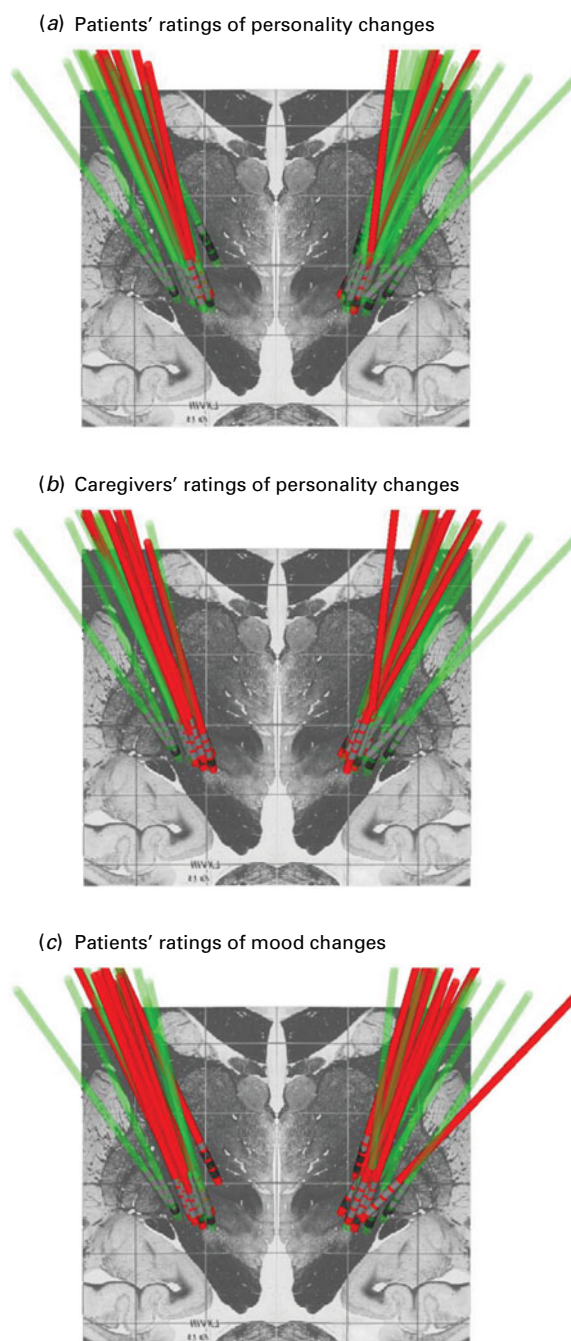 (a) Patients’ ratings of personality changes
(b) Caregivers’ ratings of personality changes
(c) Patients’ ratings of mood changes